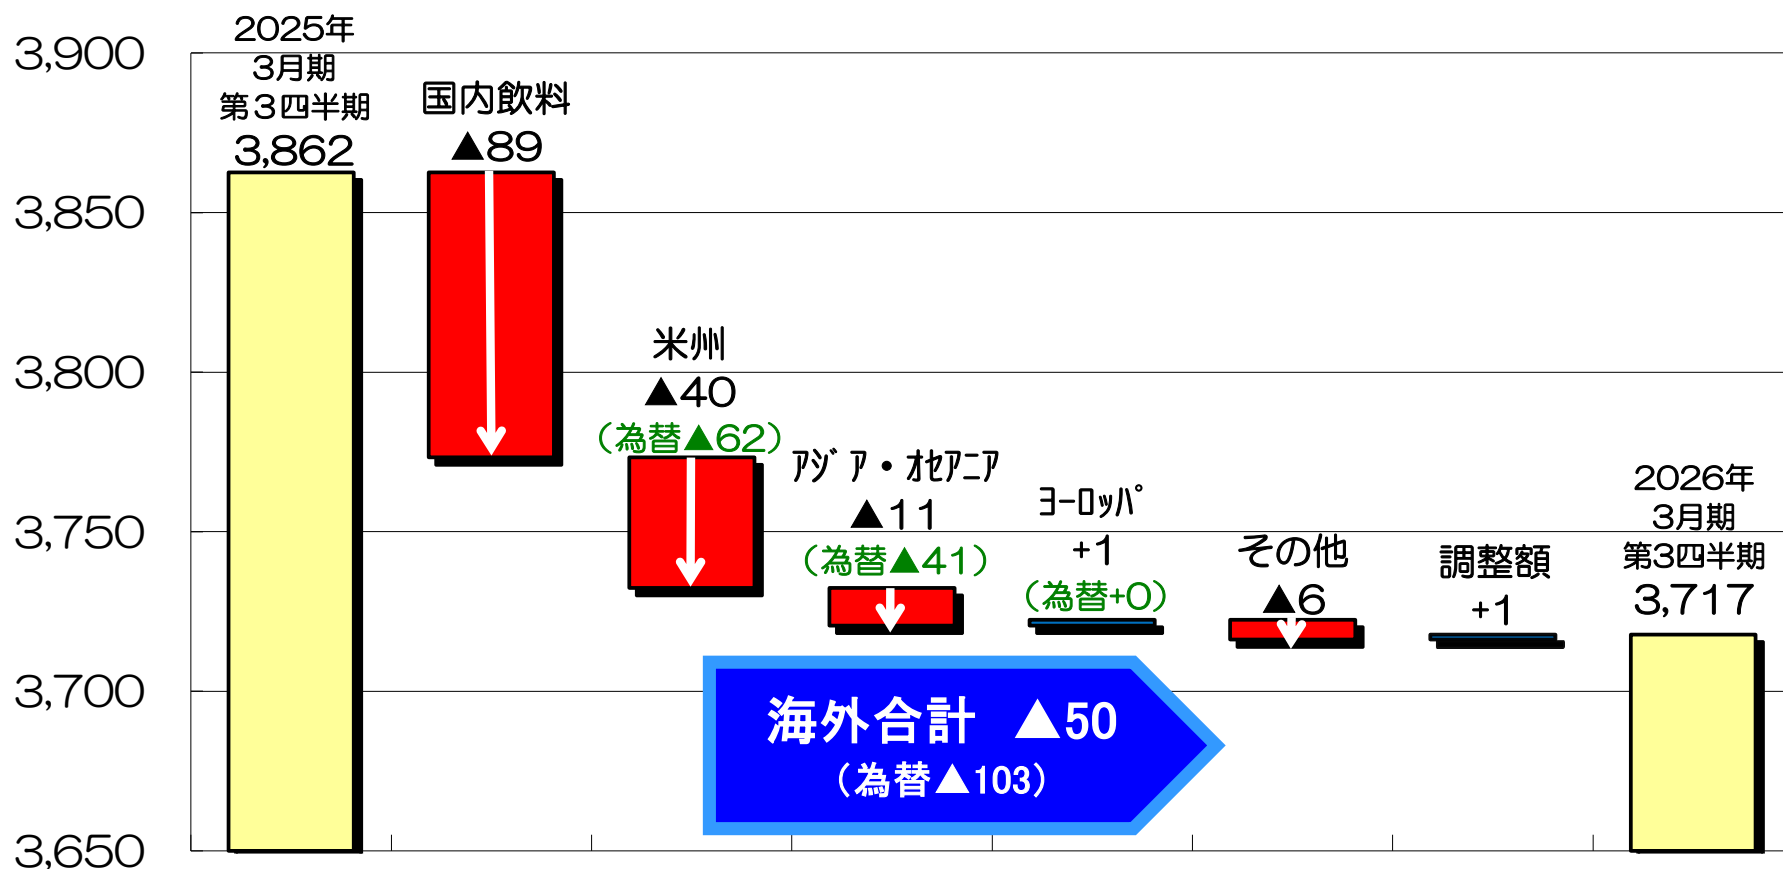 3,900
3,850
3,800
3,750
3,700
3,650
2025年
3月期
第3四半期
3,862
国内飲料
▲89
米州
▲40
（為替▲62）
ｱｼﾞｱ・ｵｾｱﾆｱ
▲11
（為替▲41）
ﾖｰﾛｯﾊﾟ
+1
（為替+0）
その他
▲6
調整額
+1
2026年
3月期
第3四半期
3,717
海外合計 ▲50
（為替▲103）